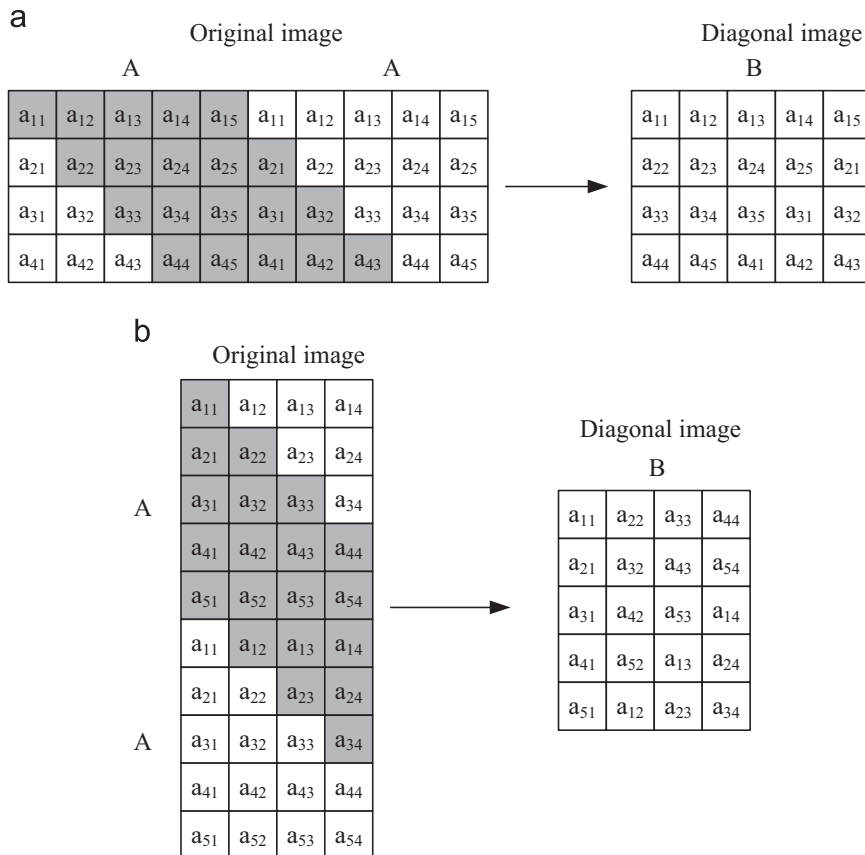 a
Original image Diagonal image
A A B
a₁₁ a₁₂ a₁₃ a₁₄ a₁₅ a₁₁ a₁₂ a₁₃ a₁₄ a₁₅ a₁₁ a₁₂ a₁₃ a₁₄ a₁₅
a₂₁ a₂₂ a₂₃ a₂₄ a₂₅ a₂₁ a₂₂ a₂₃ a₂₄ a₂₅ a₂₂ a₂₃ a₂₄ a₂₅ a₂₁
a₃₁ a₃₂ a₃₃ a₃₄ a₃₅ a₃₁ a₃₂ a₃₃ a₃₄ a₃₅ a₃₃ a₃₄ a₃₅ a₃₁ a₃₂
a₄₁ a₄₂ a₄₃ a₄₄ a₄₅ a₄₁ a₄₂ a₄₃ a₄₄ a₄₅ a₄₄ a₄₅ a₄₁ a₄₂ a₄₃
b
Original image
a₁₁ a₁₂ a₁₃ a₁₄
a₂₁ a₂₂ a₂₃ a₂₄
A a₃₁ a₃₂ a₃₃ a₃₄
a₄₁ a₄₂ a₄₃ a₄₄
a₅₁ a₅₂ a₅₃ a₅₄
a₁₁ a₁₂ a₁₃ a₁₄
a₂₁ a₂₂ a₂₃ a₂₄
A a₃₁ a₃₂ a₃₃ a₃₄
a₄₁ a₄₂ a₄₃ a₄₄
a₅₁ a₅₂ a₅₃ a₅₄
Diagonal image
B
a₁₁ a₂₂ a₃₃ a₄₄
a₂₁ a₃₂ a₄₃ a₅₄
a₃₁ a₄₂ a₅₃ a₁₄
a₄₁ a₅₂ a₁₃ a₂₄
a₅₁ a₁₂ a₂₃ a₃₄